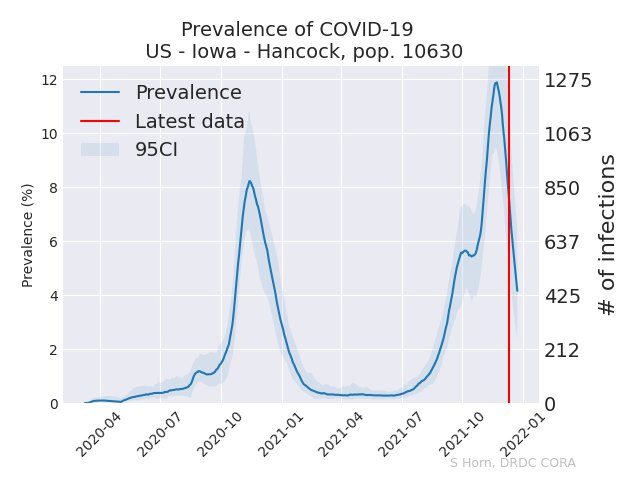 Prevalence of COVID-19
US - Iowa - Hancock, pop. 10630
Prevalence
Latest data
95CI
Prevalence (%)
12
10
8
6
4
2
0
1275
1063
850
637
425
212
0
# of infections
2020-04
2020-07
2020-10
2021-01
2021-04
2021-07
2021-10
2022-01
S Horn, DRDC CORA